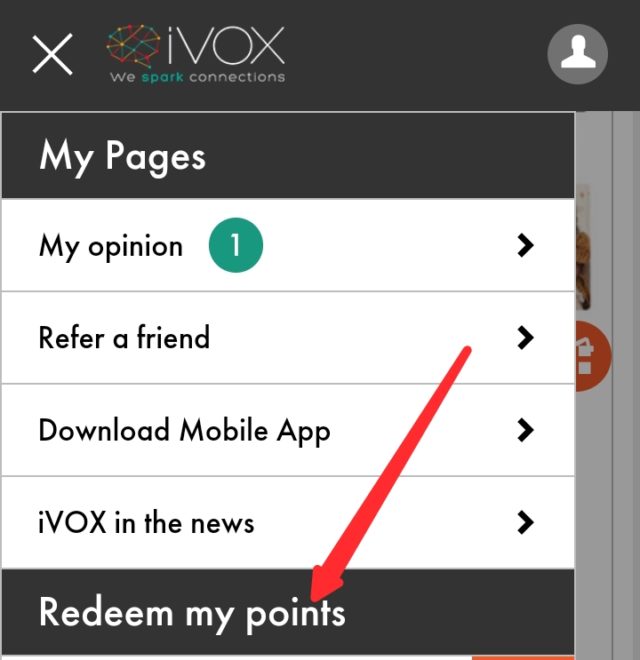 iVOX
We spark connections
My Pages
My opinion 1
Refer a friend
Download Mobile App
iVOX in the news
Redeem my points